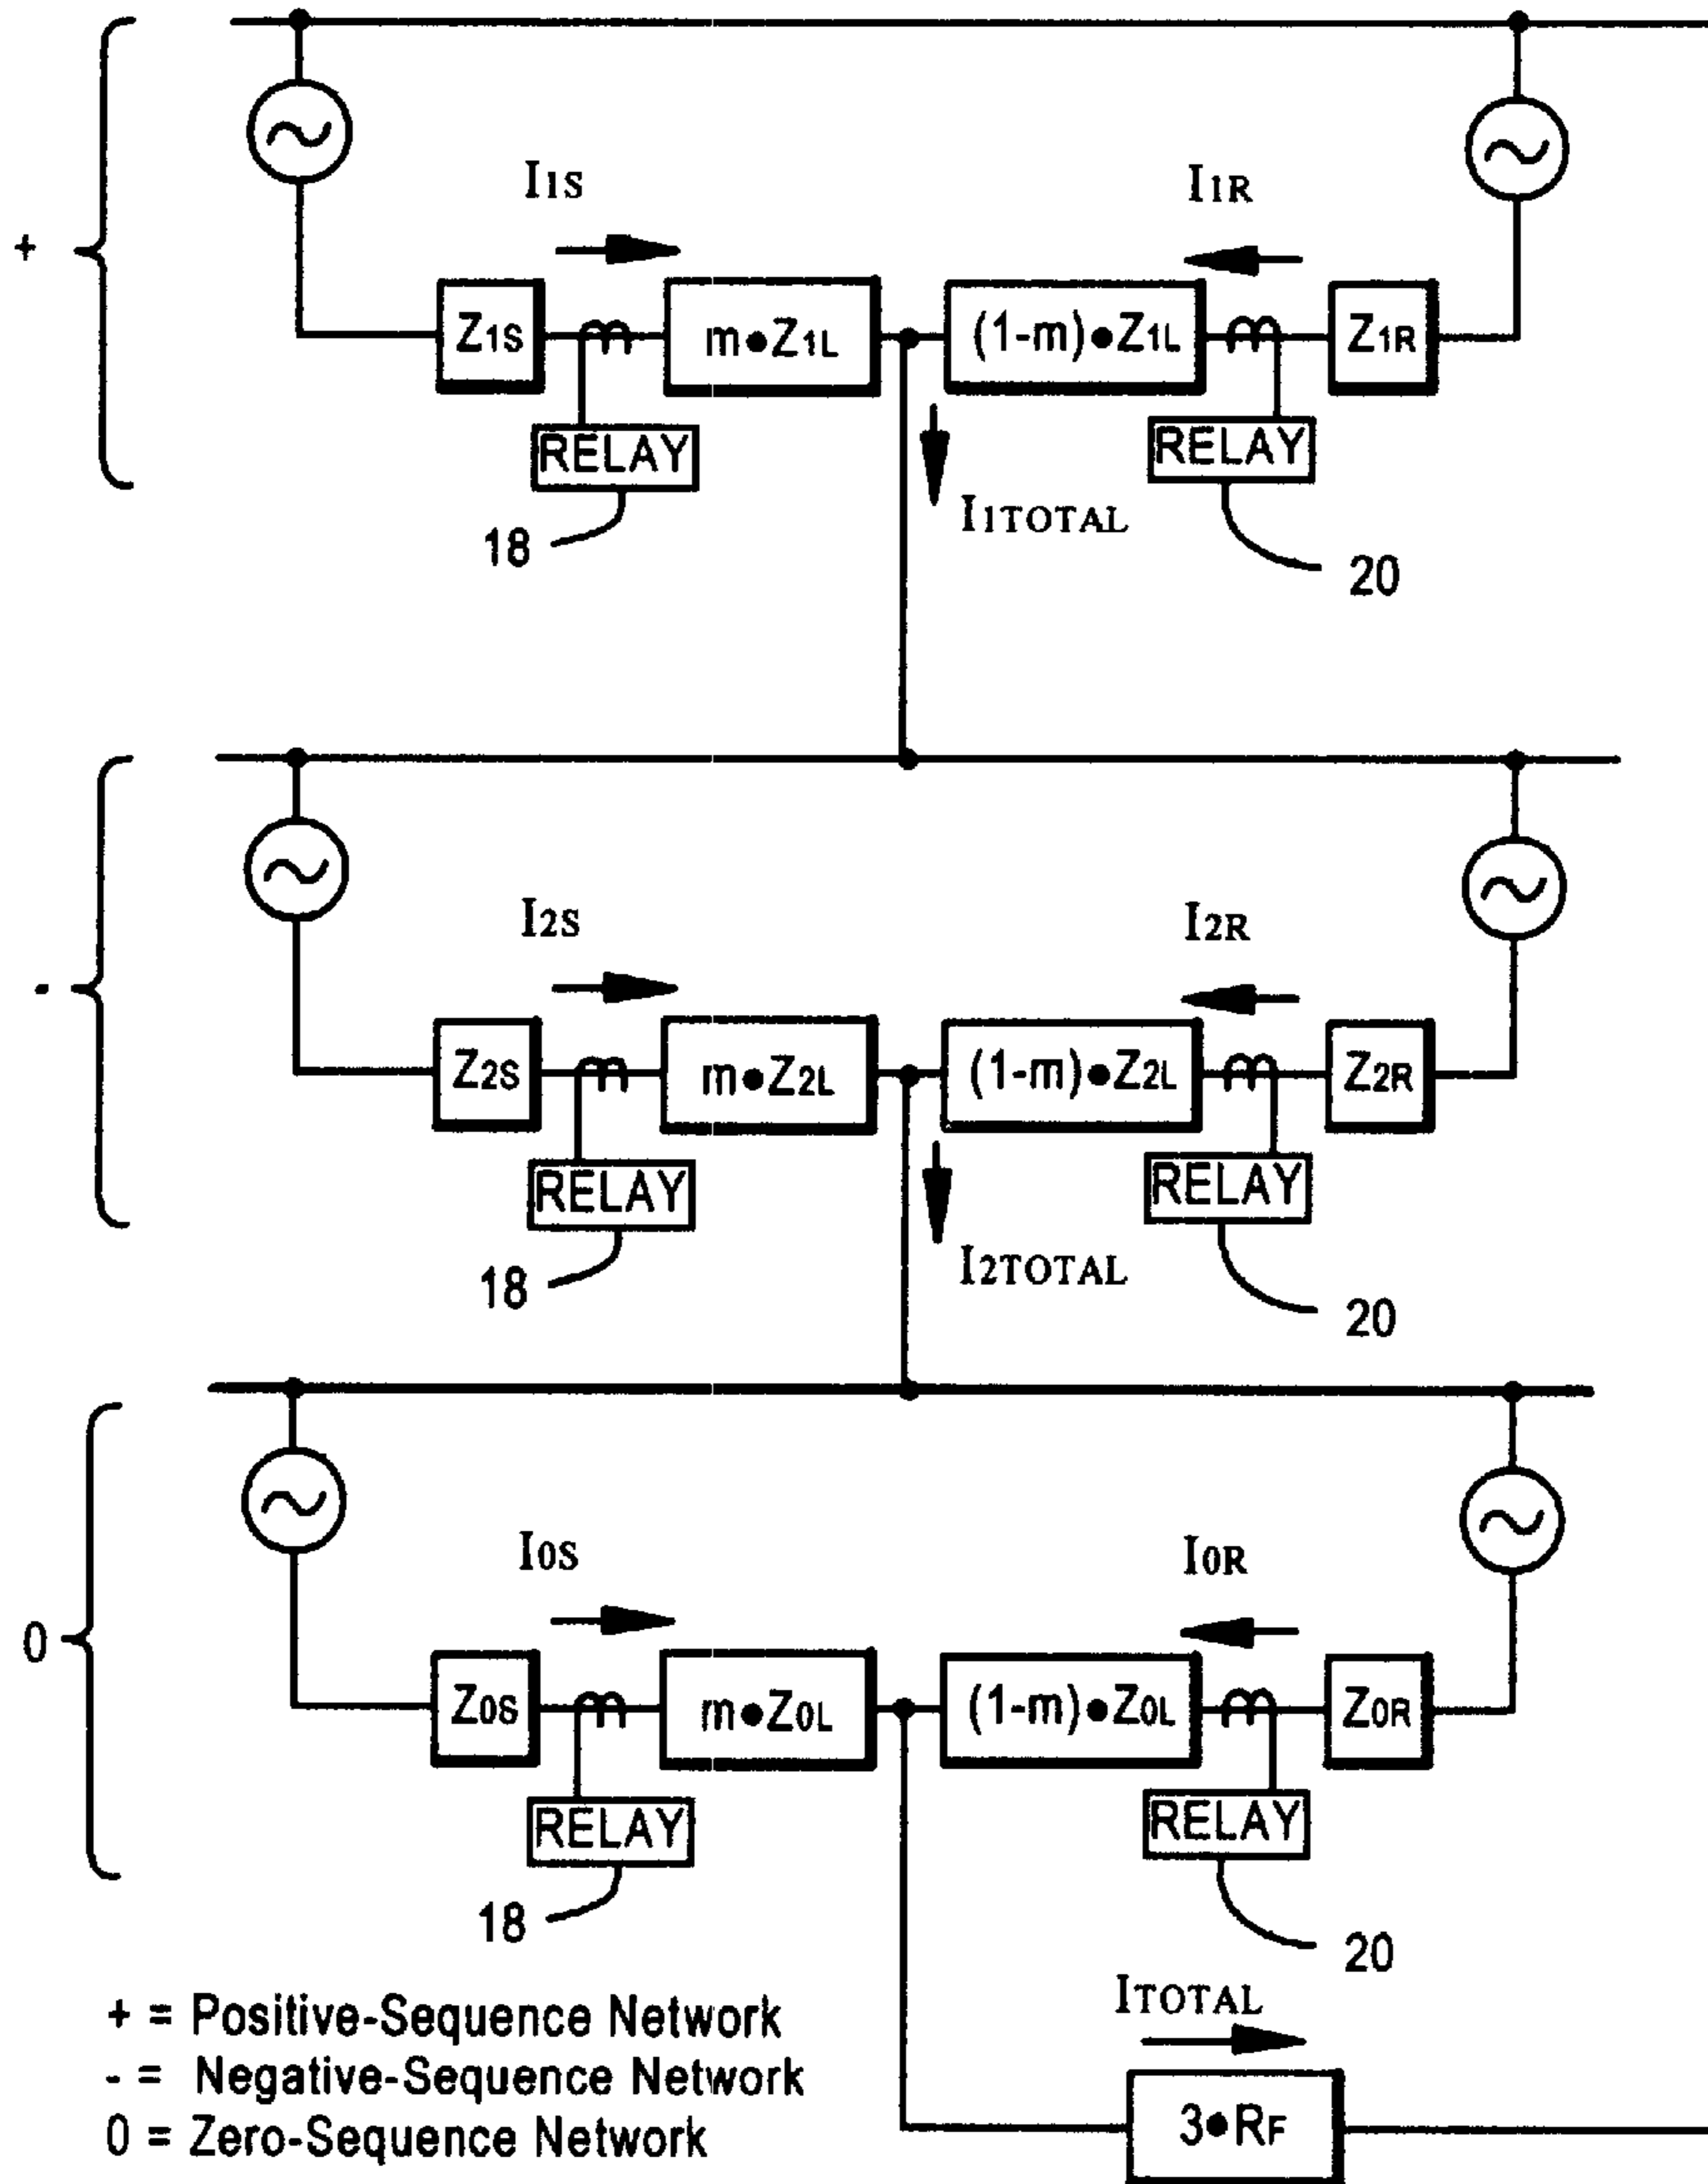 I1S
I1R
+
Z1S
m•Z1L
(1-m)•Z1L
Z1R
RELAY
RELAY
I1TOTAL
18
20
I2S
I2R
-
Z2S
m•Z2L
(1-m)•Z2L
Z2R
RELAY
RELAY
I2TOTAL
18
20
I0S
I0R
0
Z0S
m•Z0L
(1-m)•Z0L
Z0R
RELAY
RELAY
18
20
ITOTAL
+ = Positive-Sequence Network
- = Negative-Sequence Network
0 = Zero-Sequence Network
3•RF